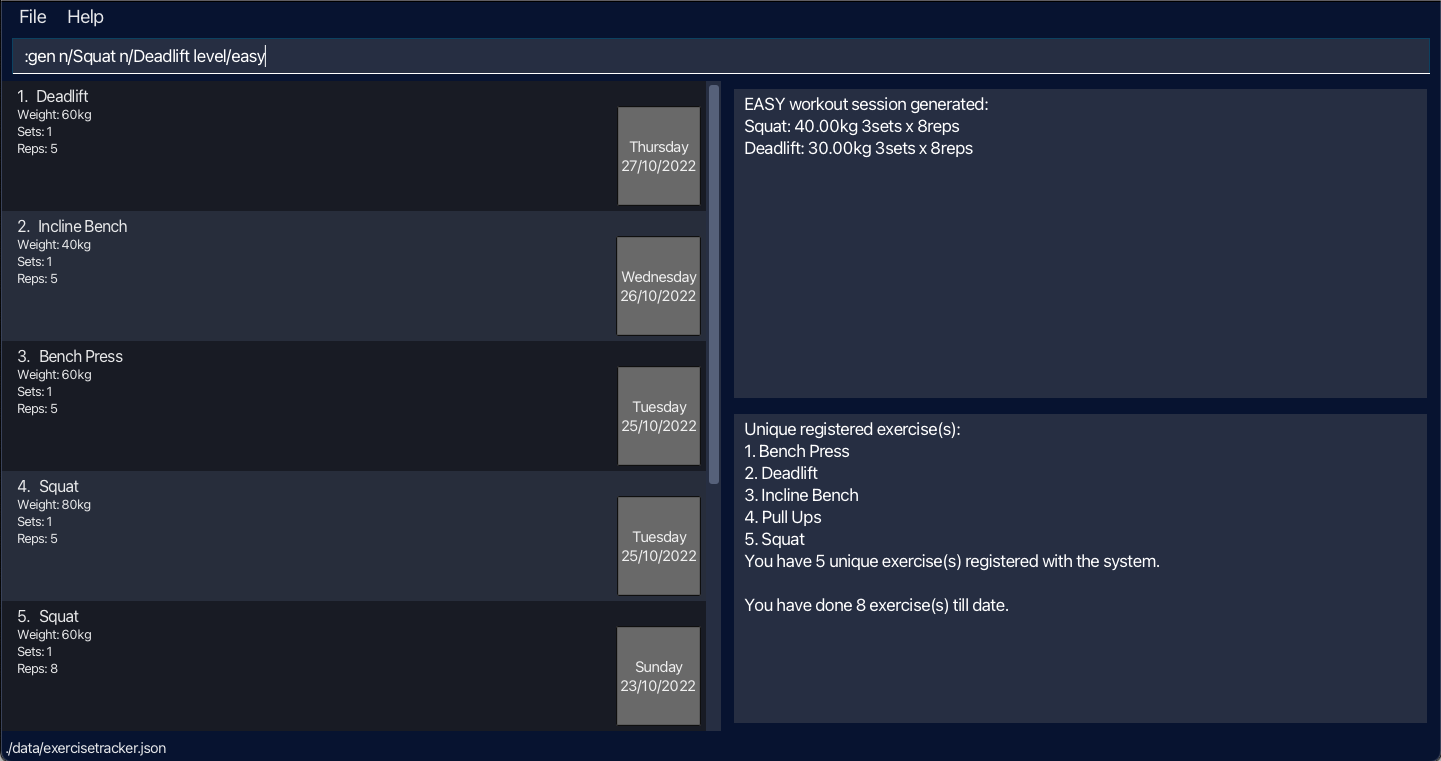 File Help
:gen n/Squat n/Deadlift level/easy
1. Deadlift
Weight: 60kg
Sets: 1
Reps: 5
Thursday
27/10/2022
2. Incline Bench
Weight: 40kg
Sets: 1
Reps: 5
Wednesday
26/10/2022
3. Bench Press
Weight: 60kg
Sets: 1
Reps: 5
Tuesday
25/10/2022
4. Squat
Weight: 80kg
Sets: 1
Reps: 5
Tuesday
25/10/2022
5. Squat
Weight: 60kg
Sets: 1
Reps: 8
Sunday
23/10/2022
EASY workout session generated:
Squat: 40.00kg 3sets x 8reps
Deadlift: 30.00kg 3sets x 8reps
Unique registered exercise(s):
1. Bench Press
2. Deadlift
3. Incline Bench
4. Pull Ups
5. Squat
You have 5 unique exercise(s) registered with the system.
You have done 8 exercise(s) till date.
./data/exercisetracker.json